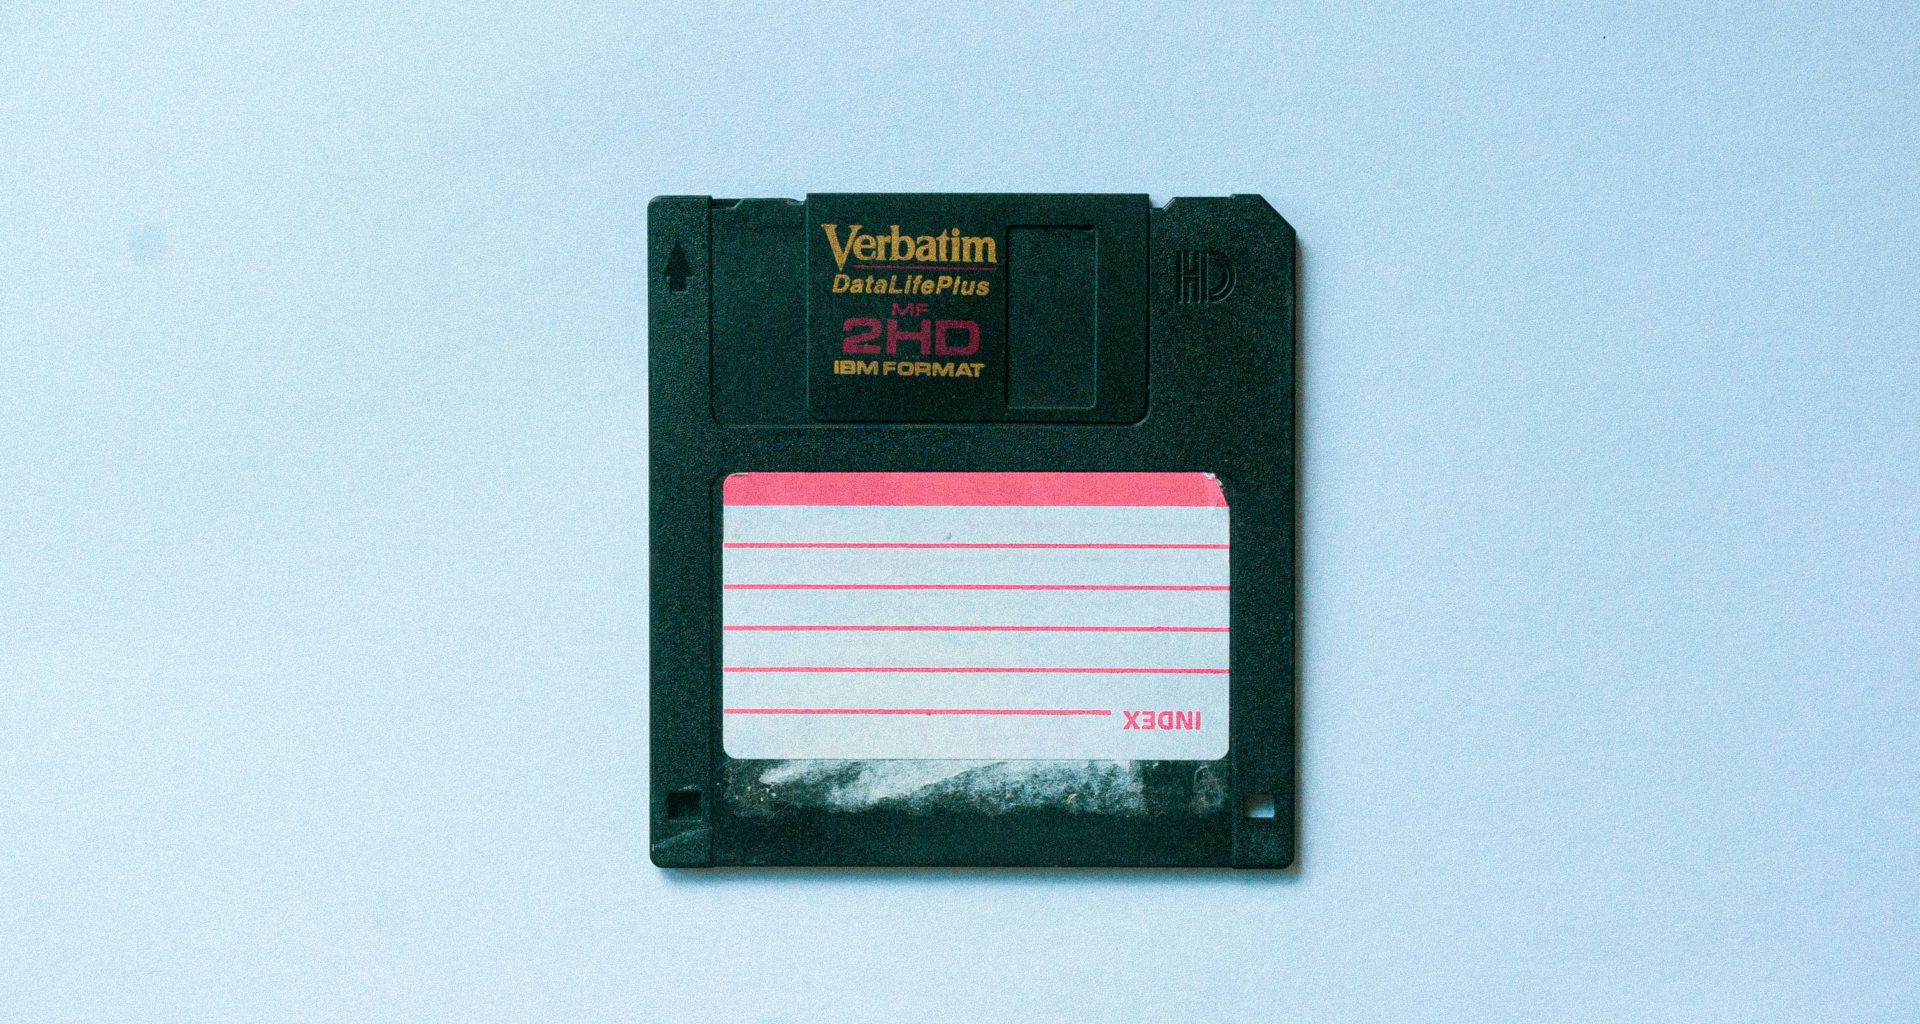 Verbatim
DataLifePlus
MF
2HD
IBM FORMAT
HD
INDEX